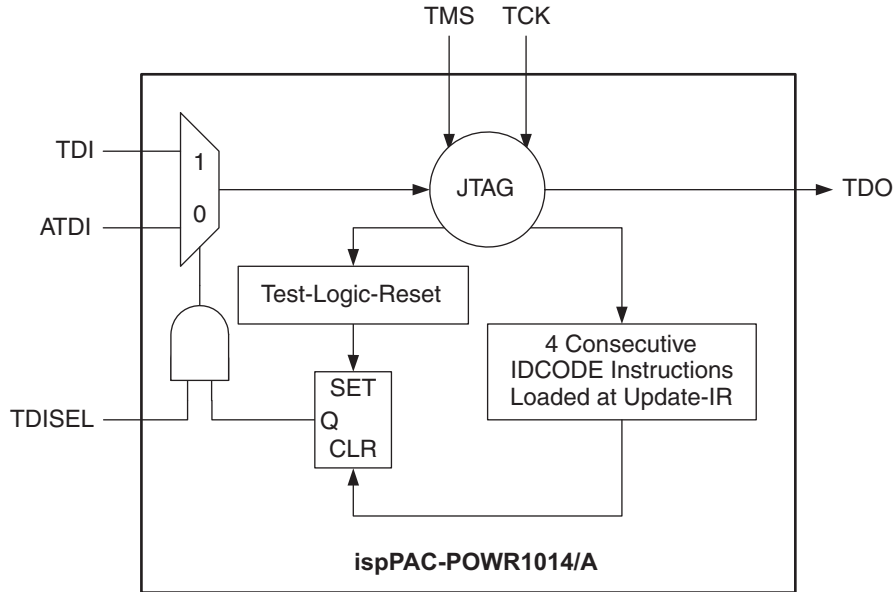 TMS TCK
TDI
1
JTAG
TDO
0
ATDI
Test-Logic-Reset
4 Consecutive
IDCODE Instructions
Loaded at Update-IR
SET
TDISEL
Q
CLR
ispPAC-POWR1014/A